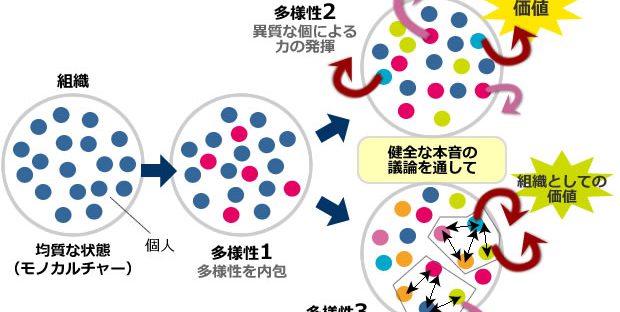 多様性2
異質な個による
力の発揮
価値
組織
健全な本音の
議論を通して
組織としての
価値
個人
均質な状態
（モノカルチャー）
多様性1
多様性を内包
多様性3